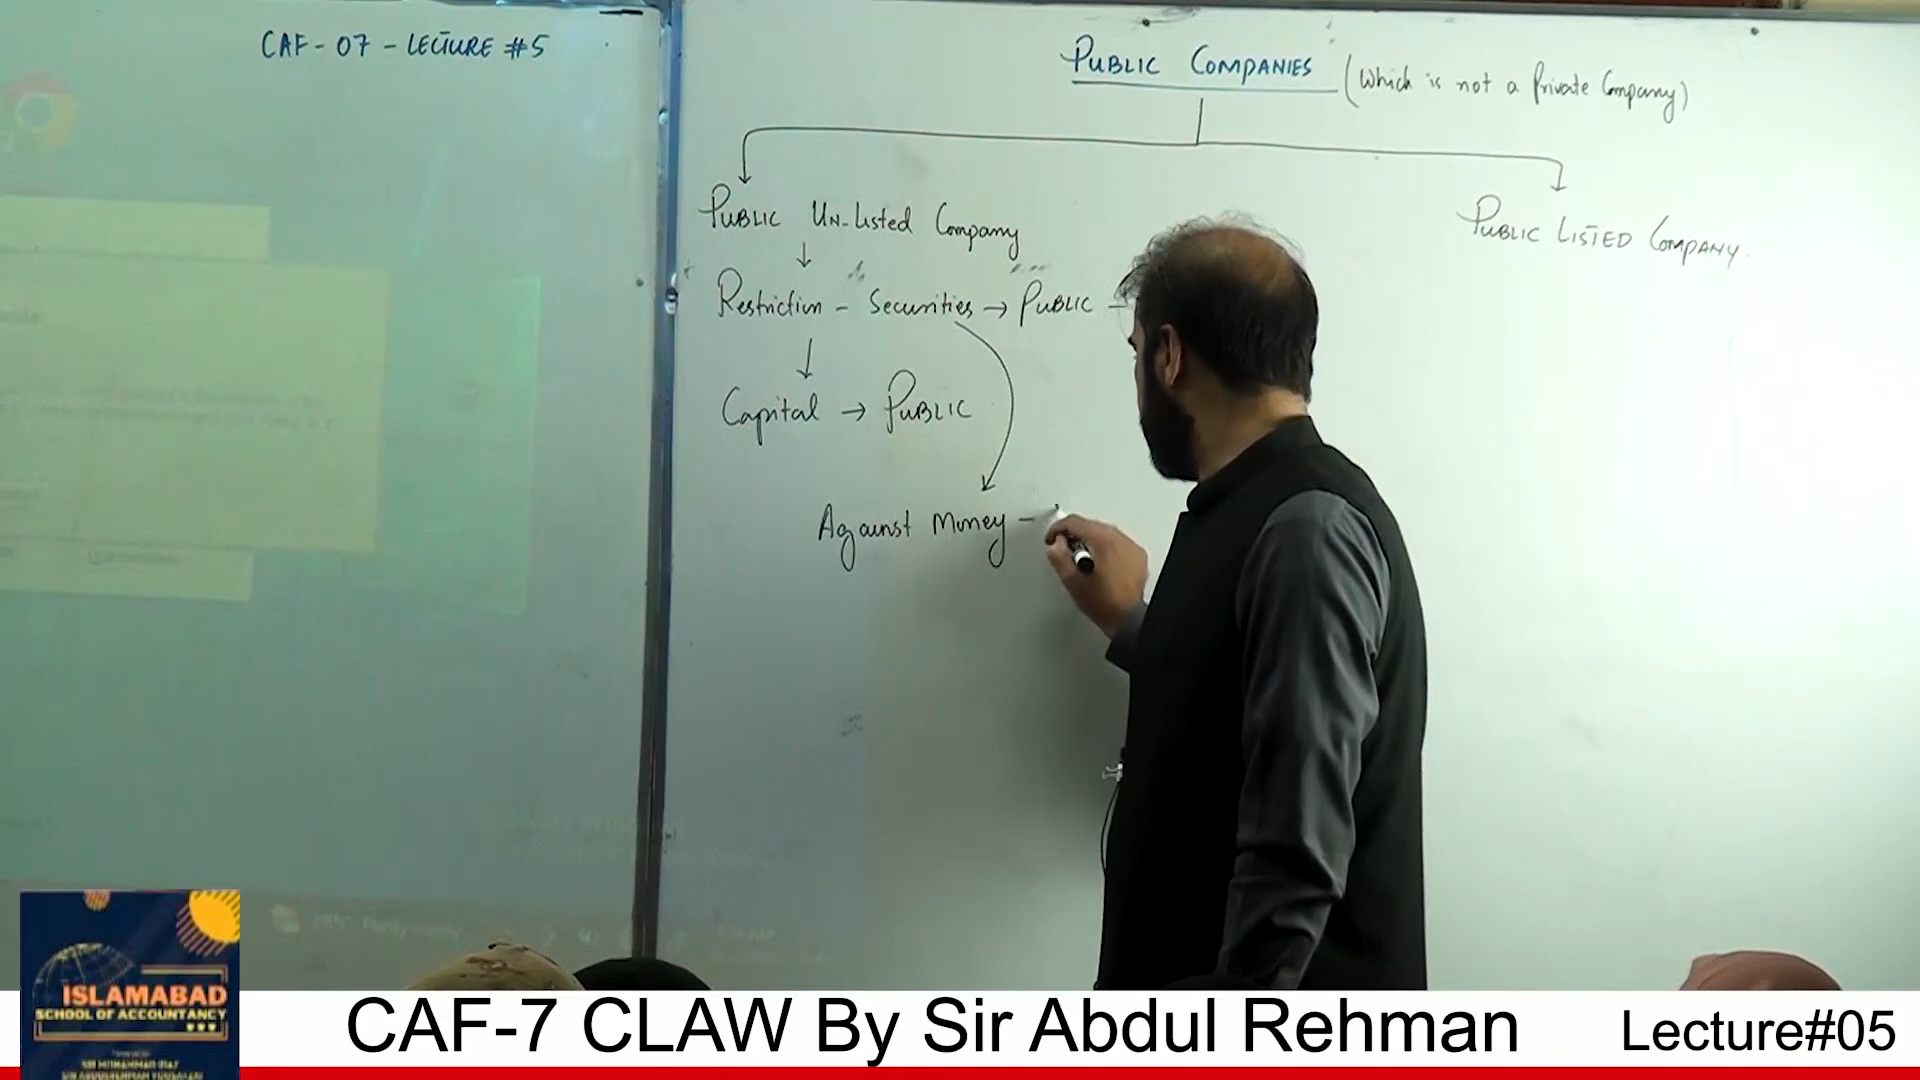 CAF - 07 - LECTURE #5
PUBLIC COMPANIES (which is not a Private Company)
PUBLIC UN-Listed Company
PUBLIC LISTED COMPANY.
Restriction - Securities → PUBLIC -
Capital → PUBLIC
Against Money -
ISLAMABAD
SCHOOL OF ACCOUNTANCY
CAF-7 CLAW By Sir Abdul Rehman
Lecture#05